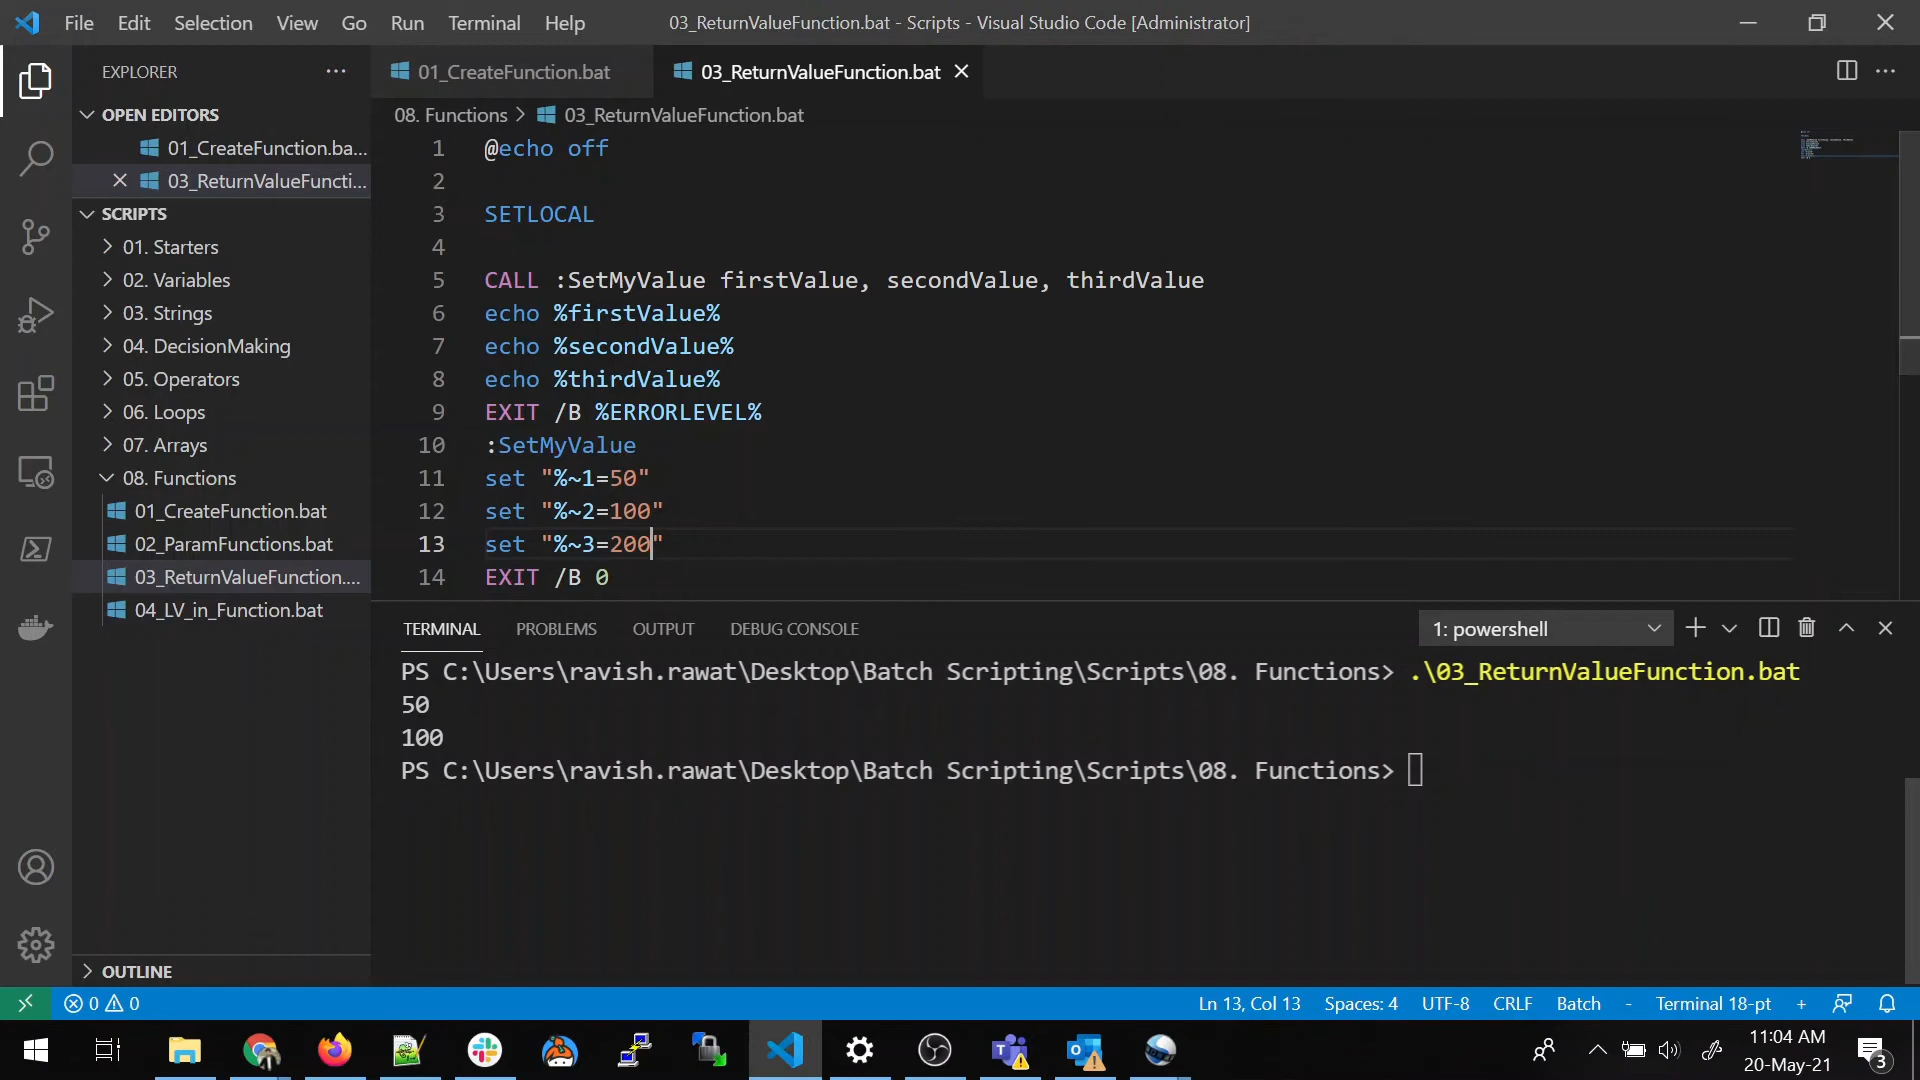 File Edit Selection View Go Run Terminal Help
03_ReturnValueFunction.bat - Scripts - Visual Studio Code [Administrator]
EXPLORER
01_CreateFunction.bat
03_ReturnValueFunction.bat
OPEN EDITORS
01_CreateFunction.ba...
03_ReturnValueFuncti...
SCRIPTS
01. Starters
02. Variables
03. Strings
04. DecisionMaking
05. Operators
06. Loops
07. Arrays
08. Functions
01_CreateFunction.bat
02_ParamFunctions.bat
03_ReturnValueFunction....
04_LV_in_Function.bat
OUTLINE
08. Functions > 03_ReturnValueFunction.bat
1 @echo off
2
3 SETLOCAL
4
5 CALL :SetMyValue firstValue, secondValue, thirdValue
6 echo %firstValue%
7 echo %secondValue%
8 echo %thirdValue%
9 EXIT /B %ERRORLEVEL%
10 :SetMyValue
11 set "%~1=50"
12 set "%~2=100"
13 set "%~3=200"
14 EXIT /B 0
TERMINAL PROBLEMS OUTPUT DEBUG CONSOLE
1: powershell
PS C:\Users\ravish.rawat\Desktop\Batch Scripting\Scripts\08. Functions> .\03_ReturnValueFunction.bat
50
100
PS C:\Users\ravish.rawat\Desktop\Batch Scripting\Scripts\08. Functions>
0 0
Ln 13, Col 13 Spaces: 4 UTF-8 CRLF Batch - Terminal 18-pt +
11:04 AM
20-May-21
3